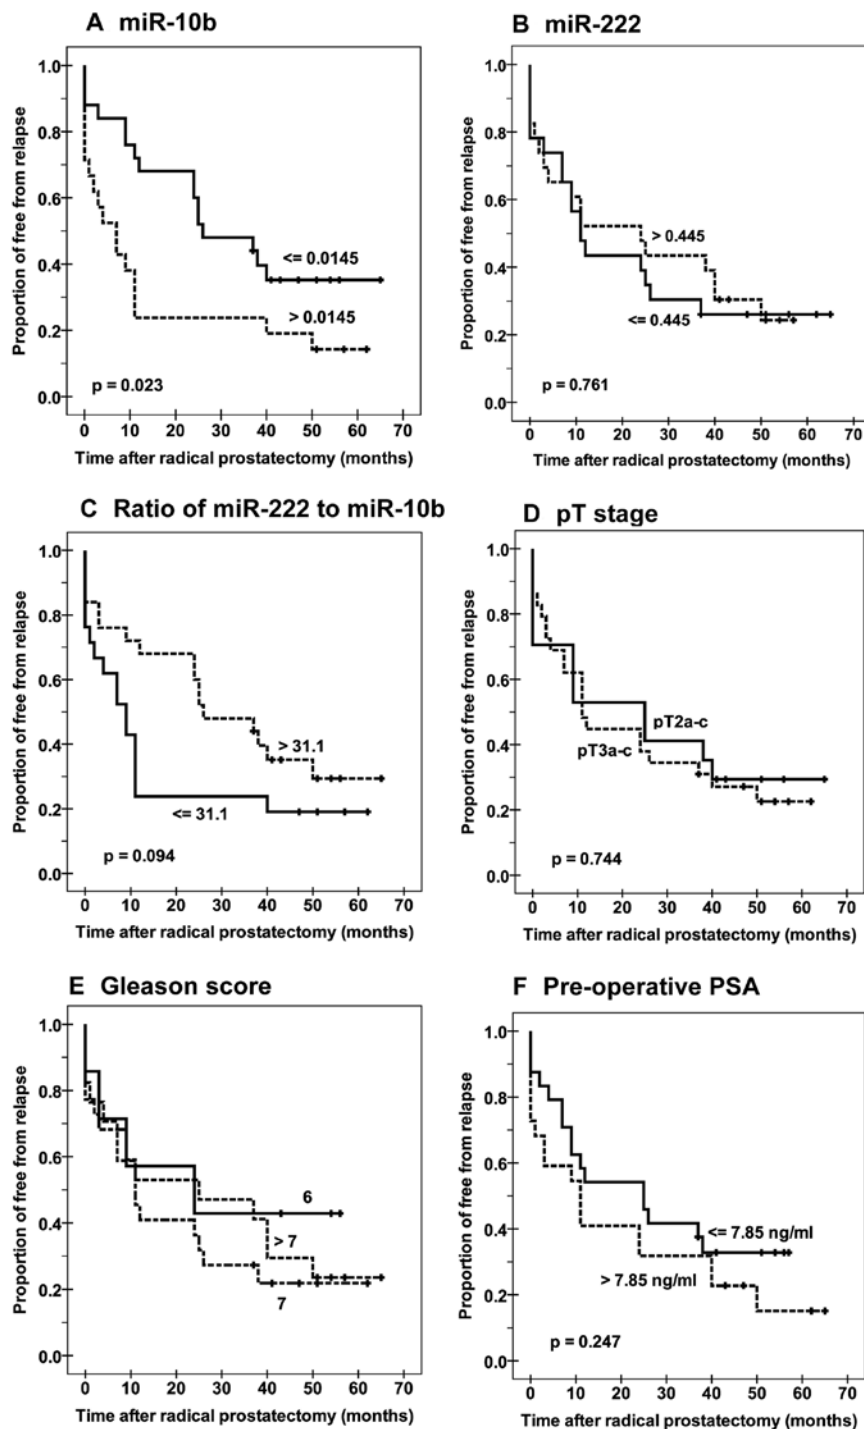 A miR-10b
Proportion of free from relapse
1.0
0.8
0.6
0.4
0.2
0.0
<= 0.0145
> 0.0145
p = 0.023
0 10 20 30 40 50 60 70
Time after radical prostatectomy (months)
B miR-222
Proportion of free from relapse
1.0
0.8
0.6
0.4
0.2
0.0
> 0.445
<= 0.445
p = 0.761
0 10 20 30 40 50 60 70
Time after radical prostatectomy (months)
C Ratio of miR-222 to miR-10b
Proportion of free from relapse
1.0
0.8
0.6
0.4
0.2
0.0
> 31.1
<= 31.1
p = 0.094
0 10 20 30 40 50 60 70
Time after radical prostatectomy (months)
D pT stage
Proportion of free from relapse
1.0
0.8
0.6
0.4
0.2
0.0
pT2a-c
pT3a-c
p = 0.744
0 10 20 30 40 50 60 70
Time after radical prostatectomy (months)
E Gleason score
Proportion of free from relapse
1.0
0.8
0.6
0.4
0.2
0.0
6
> 7
7
0 10 20 30 40 50 60 70
Time after radical prostatectomy (months)
F Pre-operative PSA
Proportion of free from relapse
1.0
0.8
0.6
0.4
0.2
0.0
<= 7.85 ng/ml
> 7.85 ng/ml
p = 0.247
0 10 20 30 40 50 60 70
Time after radical prostatectomy (months)